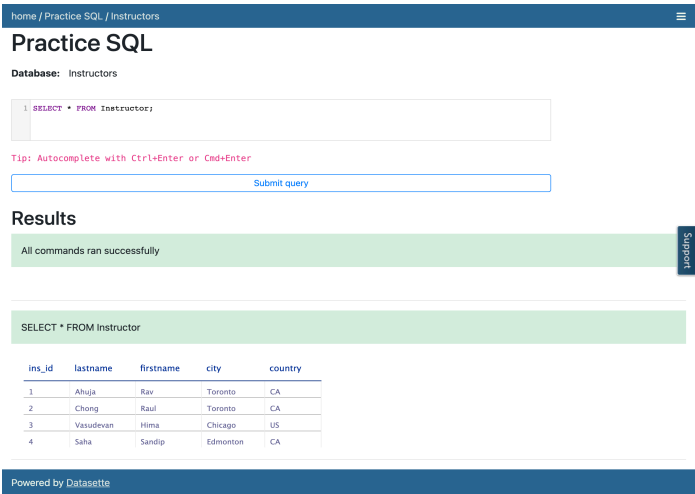 home / Practice SQL / Instructors
Practice SQL
Database: Instructors
1 SELECT * FROM Instructor;
Tip: Autocomplete with Ctrl+Enter or Cmd+Enter
Submit query
Results
All commands ran successfully
Support
SELECT * FROM Instructor
ins_id lastname firstname city country
1 Ahuja Rav Toronto CA
2 Chong Raul Toronto CA
3 Vasudevan Hima Chicago US
4 Saha Sandip Edmonton CA
Powered by Datasette